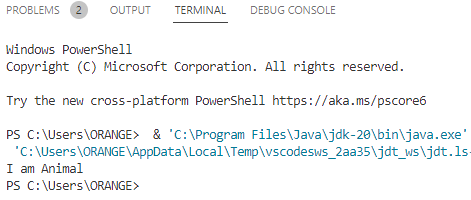 PROBLEMS 2 OUTPUT TERMINAL DEBUG CONSOLE
Windows PowerShell
Copyright (C) Microsoft Corporation. All rights reserved.
Try the new cross-platform PowerShell https://aka.ms/pscore6
PS C:\Users\ORANGE>  & 'C:\Program Files\Java\jdk-20\bin\java.exe'
'C:\Users\ORANGE\AppData\Local\Temp\vscodesws_2aa35\jdt_ws\jdt.ls-
I am Animal
PS C:\Users\ORANGE>